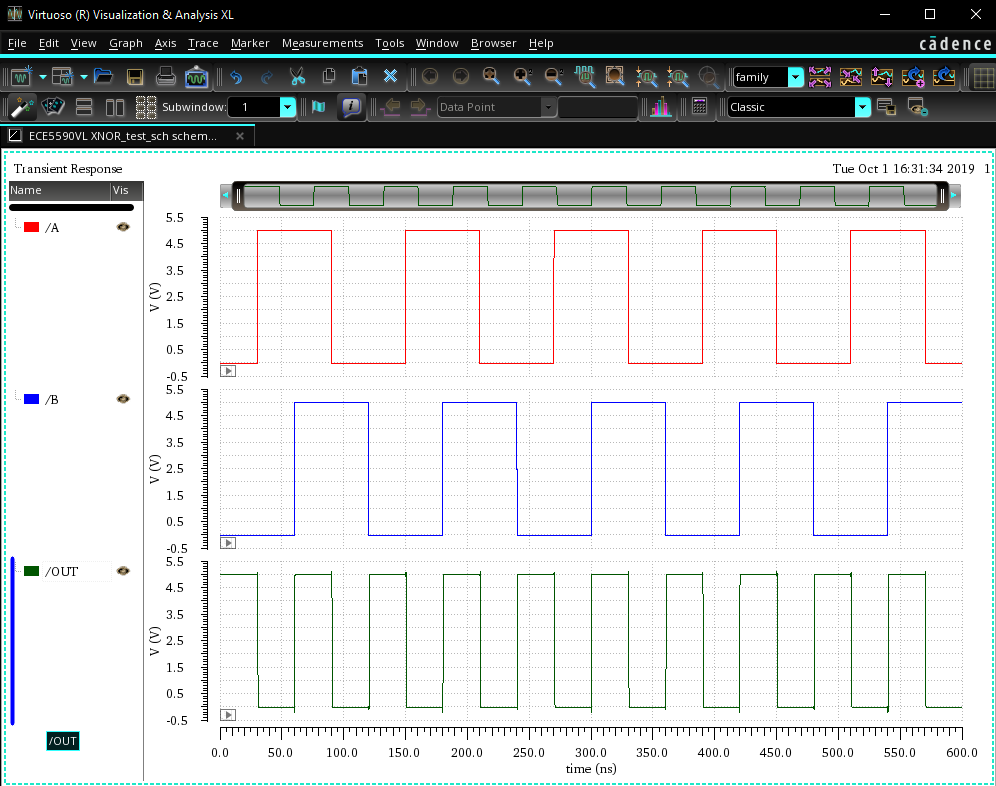 Virtuoso (R) Visualization & Analysis XL
File Edit View Graph Axis Trace Marker Measurements Tools Window Browser Help
cādence
family
Subwindow: 1 Data Point Classic
ECE5590VL XNOR_test_sch schem...
Transient Response Tue Oct 1 16:31:34 2019 1
Name Vis
/A
5.5
4.5
3.5
2.5
1.5
0.5
-0.5
V (V)
/B
5.5
4.5
3.5
2.5
1.5
0.5
-0.5
V (V)
/OUT
5.5
4.5
3.5
2.5
1.5
0.5
-0.5
V (V)
/OUT
0.0 50.0 100.0 150.0 200.0 250.0 300.0 350.0 400.0 450.0 500.0 550.0 600.0
time (ns)